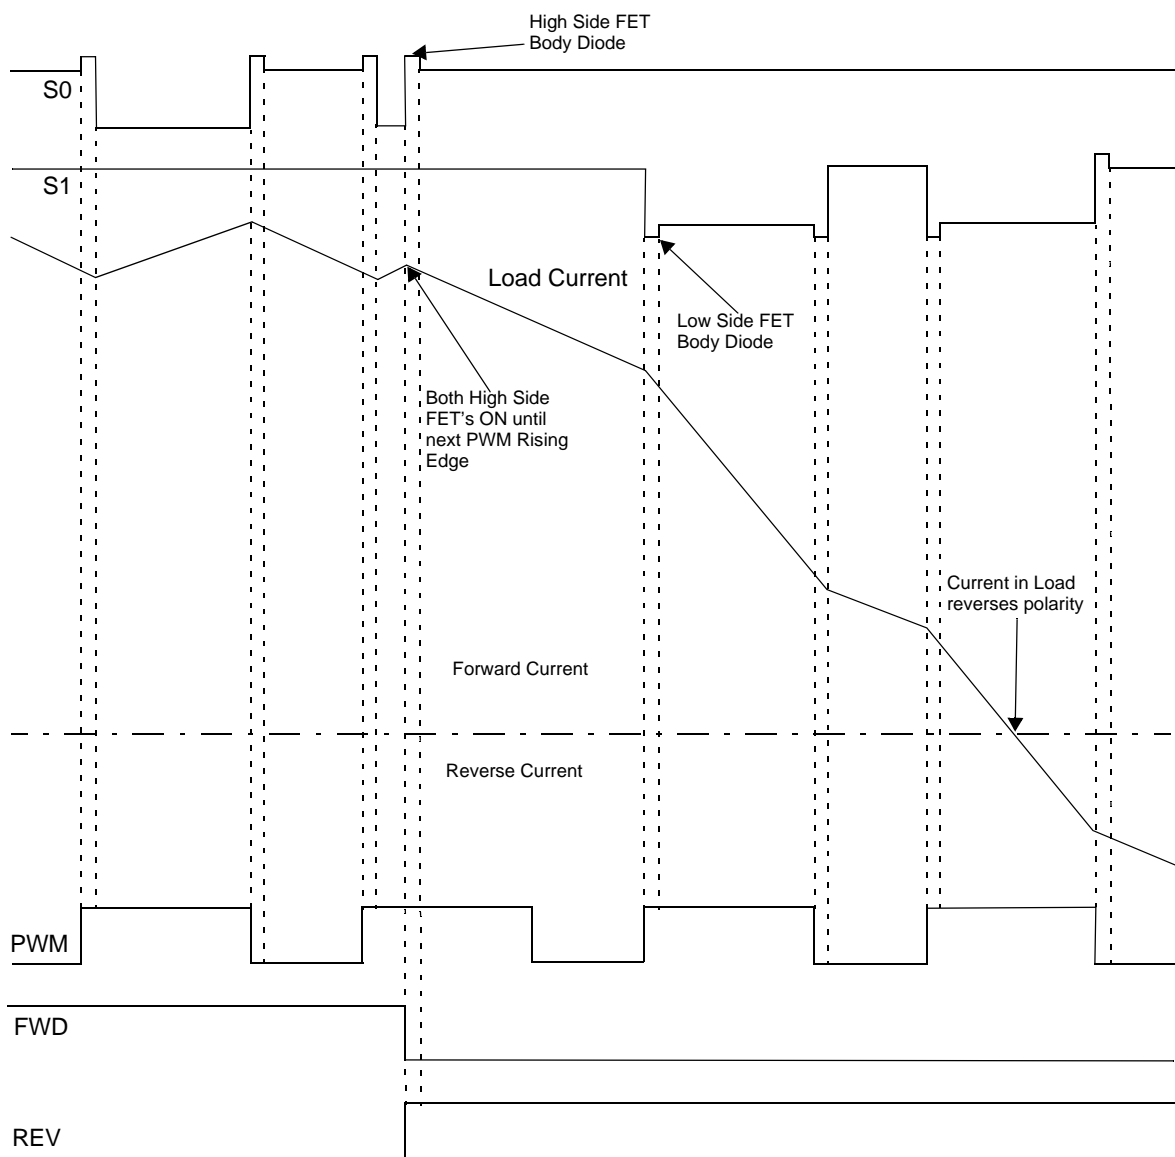 High Side FET
Body Diode
S0
S1
Load Current
Low Side FET
Body Diode
Both High Side
FET's ON until
next PWM Rising
Edge
Current in Load
reverses polarity
Forward Current
Reverse Current
PWM
FWD
REV